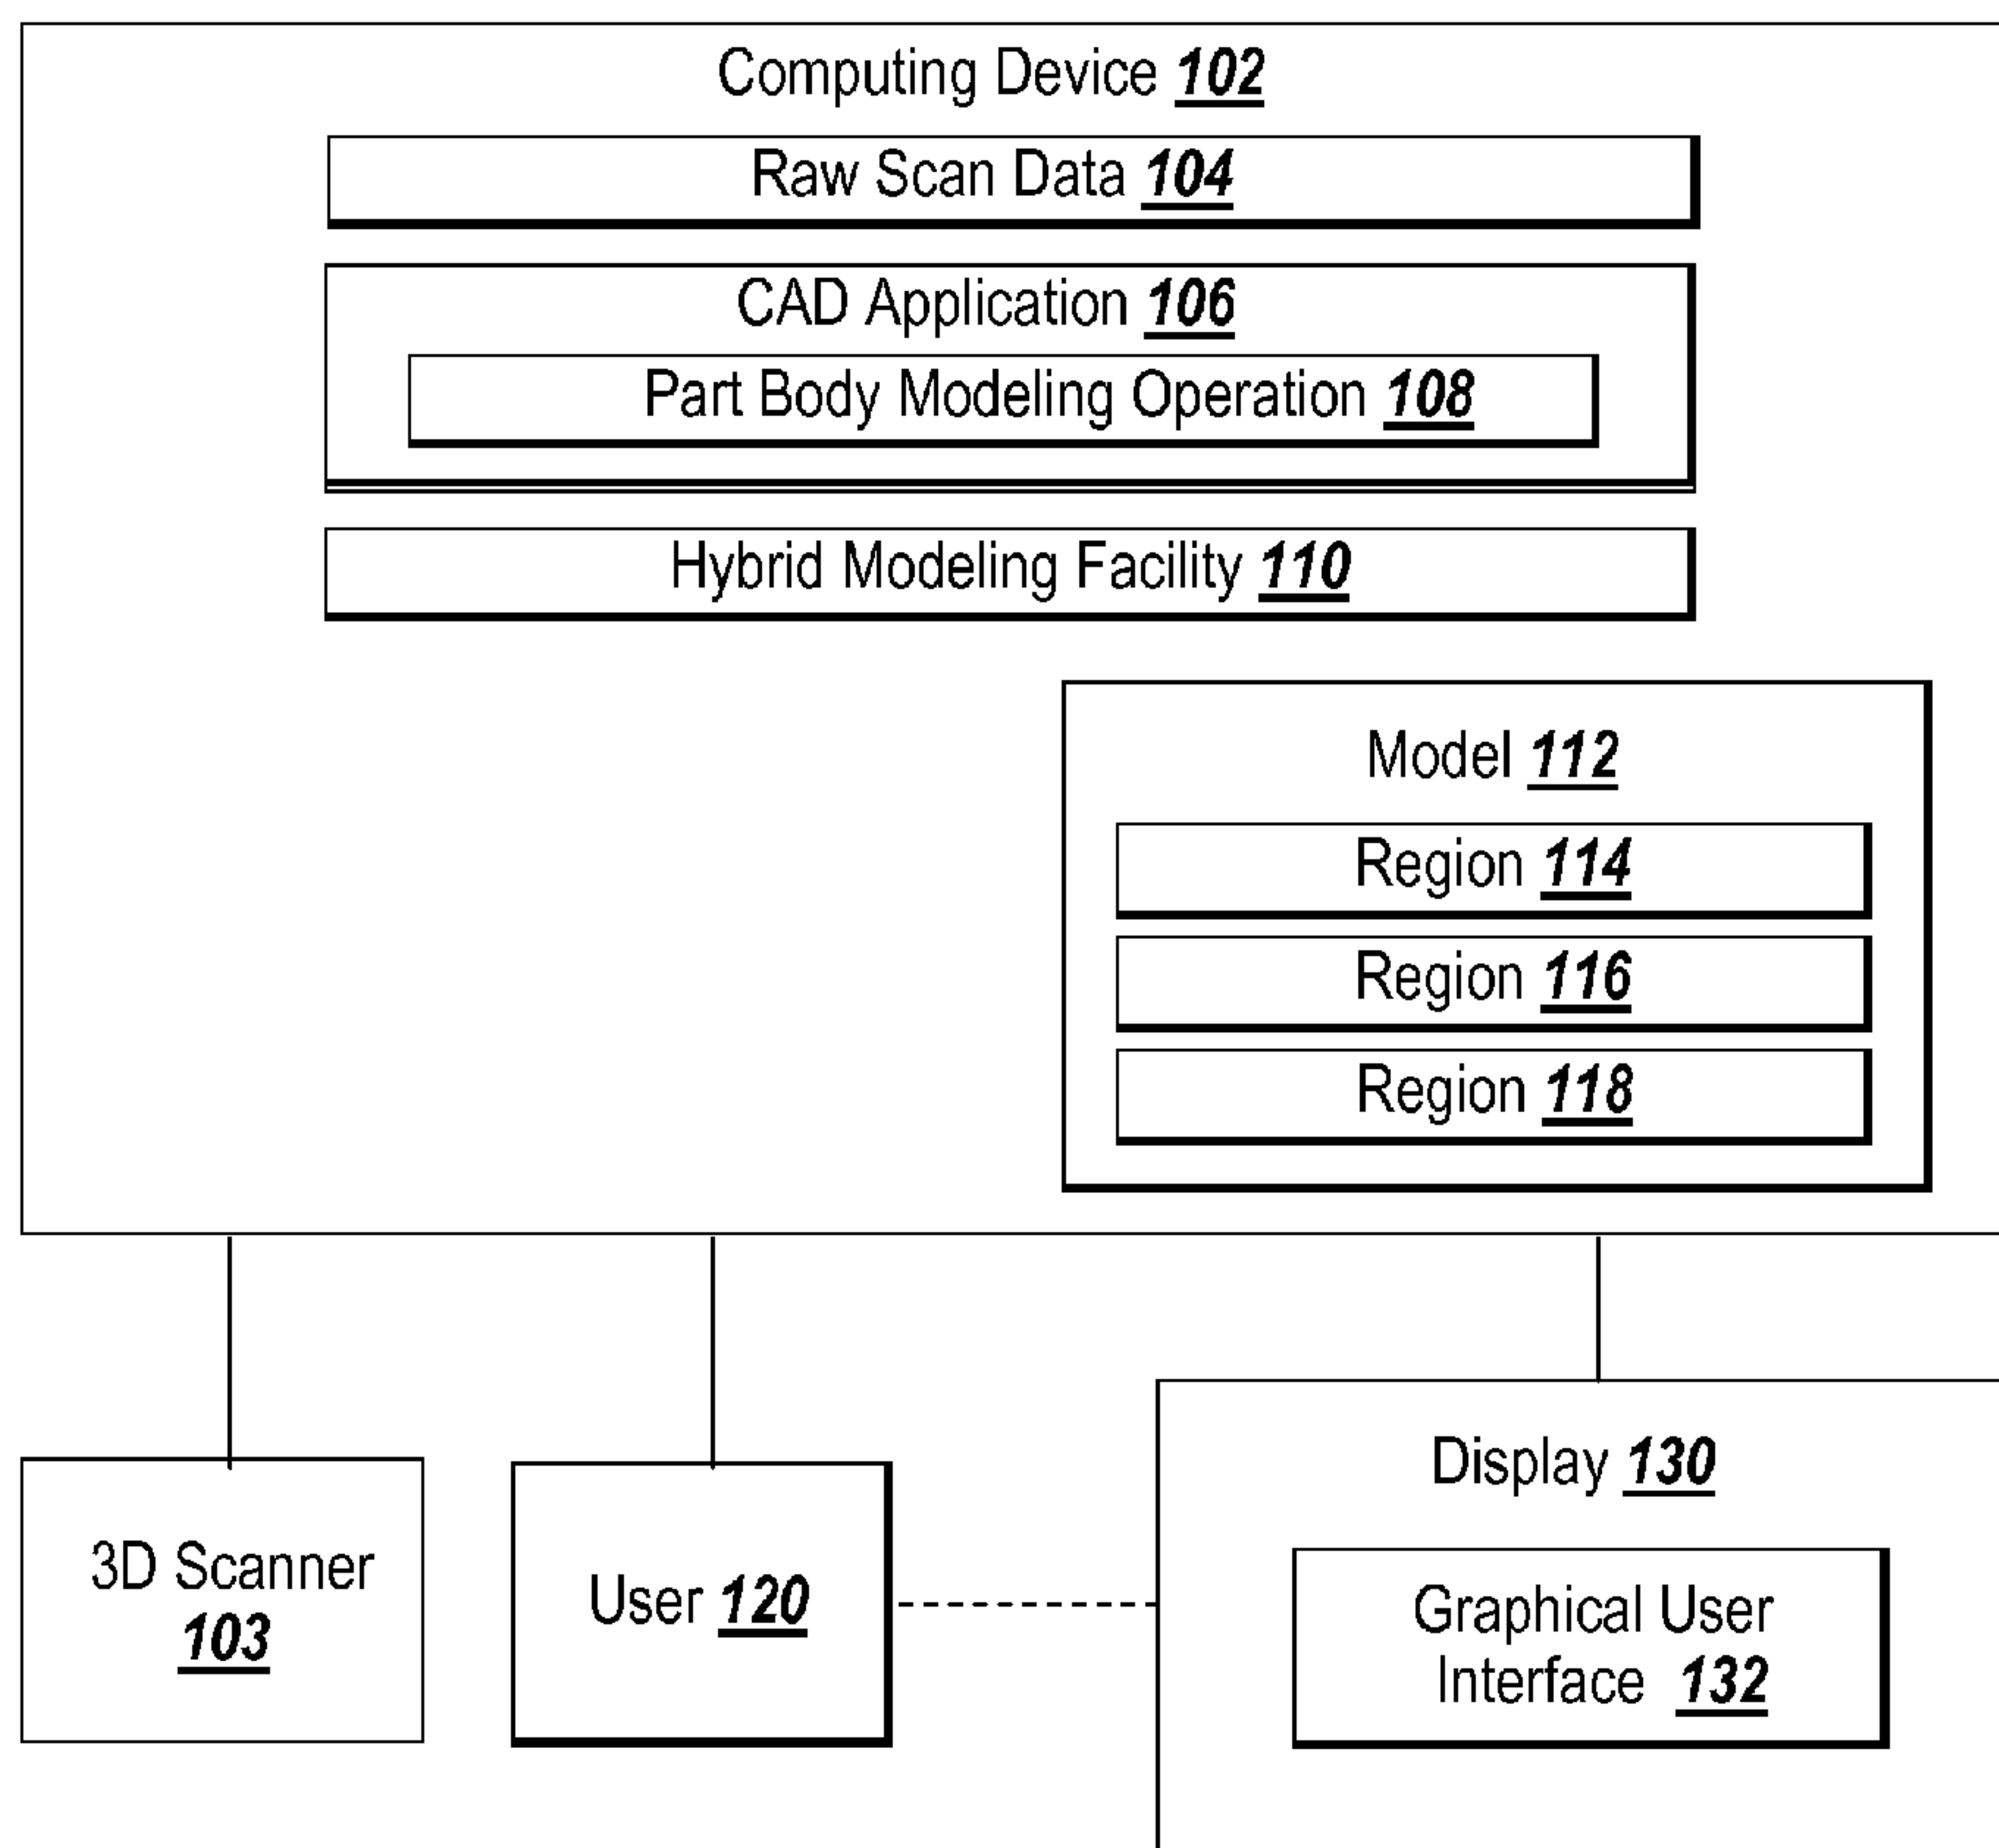 Computing Device 102
Raw Scan Data 104
CAD Application 106
Part Body Modeling Operation 108
Hybrid Modeling Facility 110
Model 112
Region 114
Region 116
Region 118
3D Scanner
103
User 120
Display 130
Graphical User
Interface 132